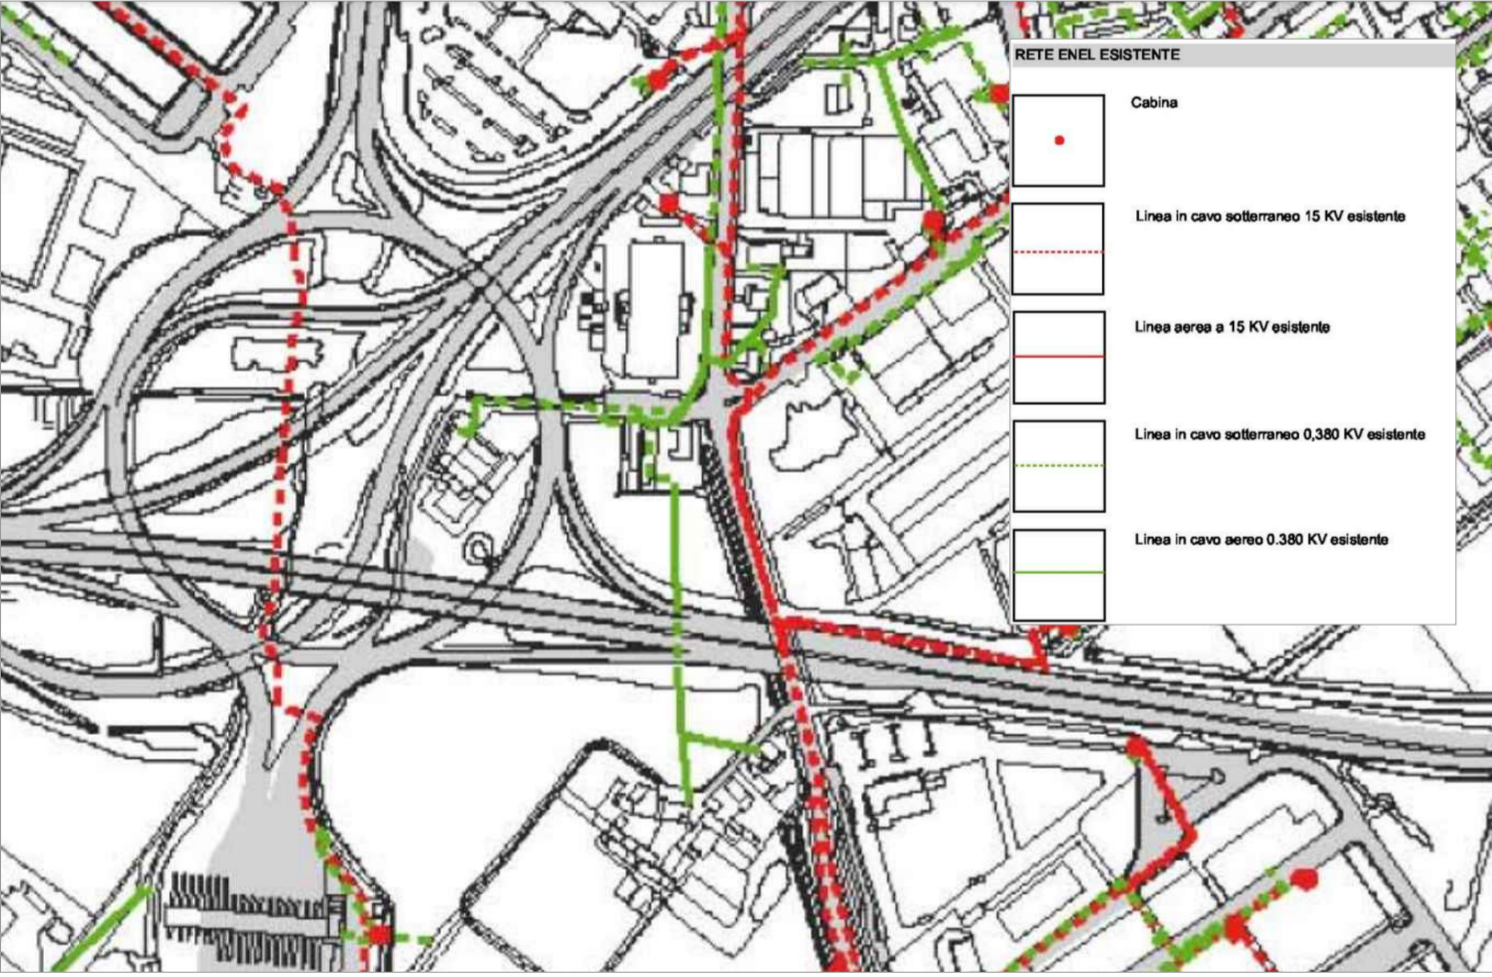 RETE ENEL ESISTENTE
Cabina
Linea in cavo sotterraneo 15 KV esistente
Linea aerea a 15 KV esistente
Linea in cavo sotterraneo 0,380 KV esistente
Linea in cavo aereo 0.380 KV esistente